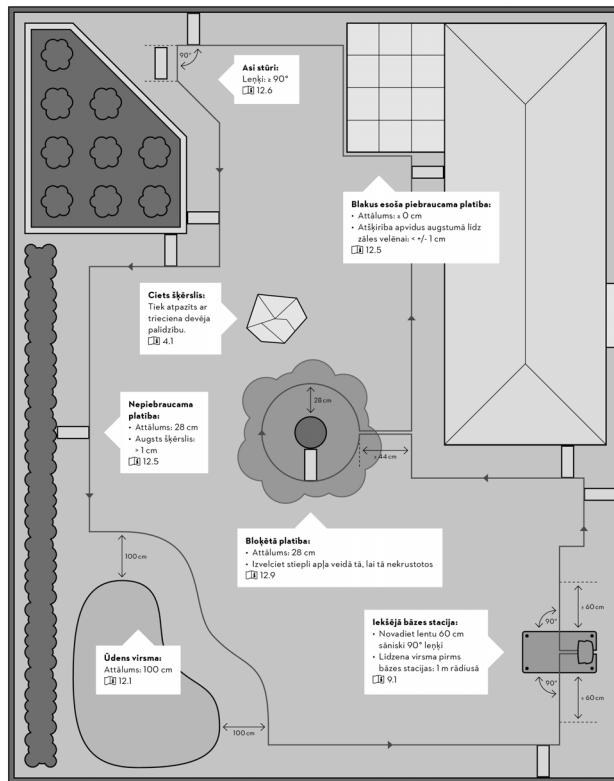 90°
Asi stūri:
Leņķi: ≥ 90°
12.6
Blakus esoša piebraucama platība:
• Attālums: ≥ 0 cm
• Atšķirība apvidus augstumā līdz
zāles velēnai: < +/- 1 cm
12.5
Ciets šķērslis:
Tiek atpazīts ar
trieciena devēja
palīdzību.
4.1
28 cm
Nepiebraucama
platība:
• Attālums: 28 cm
• Augsts šķērslis:
> 1 cm
12.5
≥ 44 cm
Bloķētā platība:
• Attālums: 28 cm
• Izvelciet stiepli apļa veidā tā, lai tā nekrustotos
12.9
100 cm
≥ 60 cm
90°
Iekšējā bāzes stacija:
• Novadiet lentu 60 cm
sāniski 90° leņķi
• Līdzena virsma pirms
bāzes stacijas: 1 m rādiusā
9.1
90°
≥ 60 cm
Ūdens virsma:
Attālums: 100 cm
12.1
100 cm